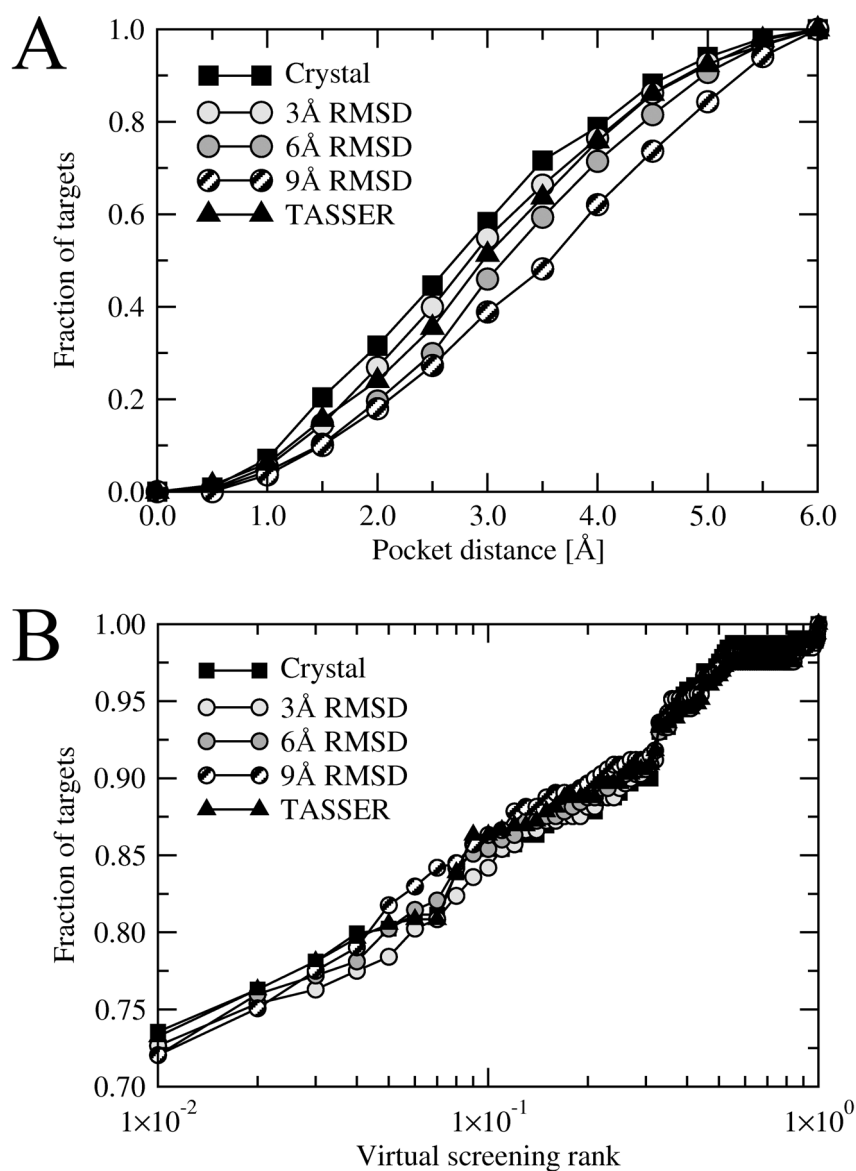 A
1.0
0.8
0.6
0.4
0.2
0.0
Fraction of targets
Crystal
3Å RMSD
6Å RMSD
9Å RMSD
TASSER
0.0 1.0 2.0 3.0 4.0 5.0 6.0
Pocket distance [Å]
B
1.00
0.95
0.90
0.85
0.80
0.75
0.70
Fraction of targets
Crystal
3Å RMSD
6Å RMSD
9Å RMSD
TASSER
1×10⁻² 1×10⁻¹ 1×10⁰
Virtual screening rank